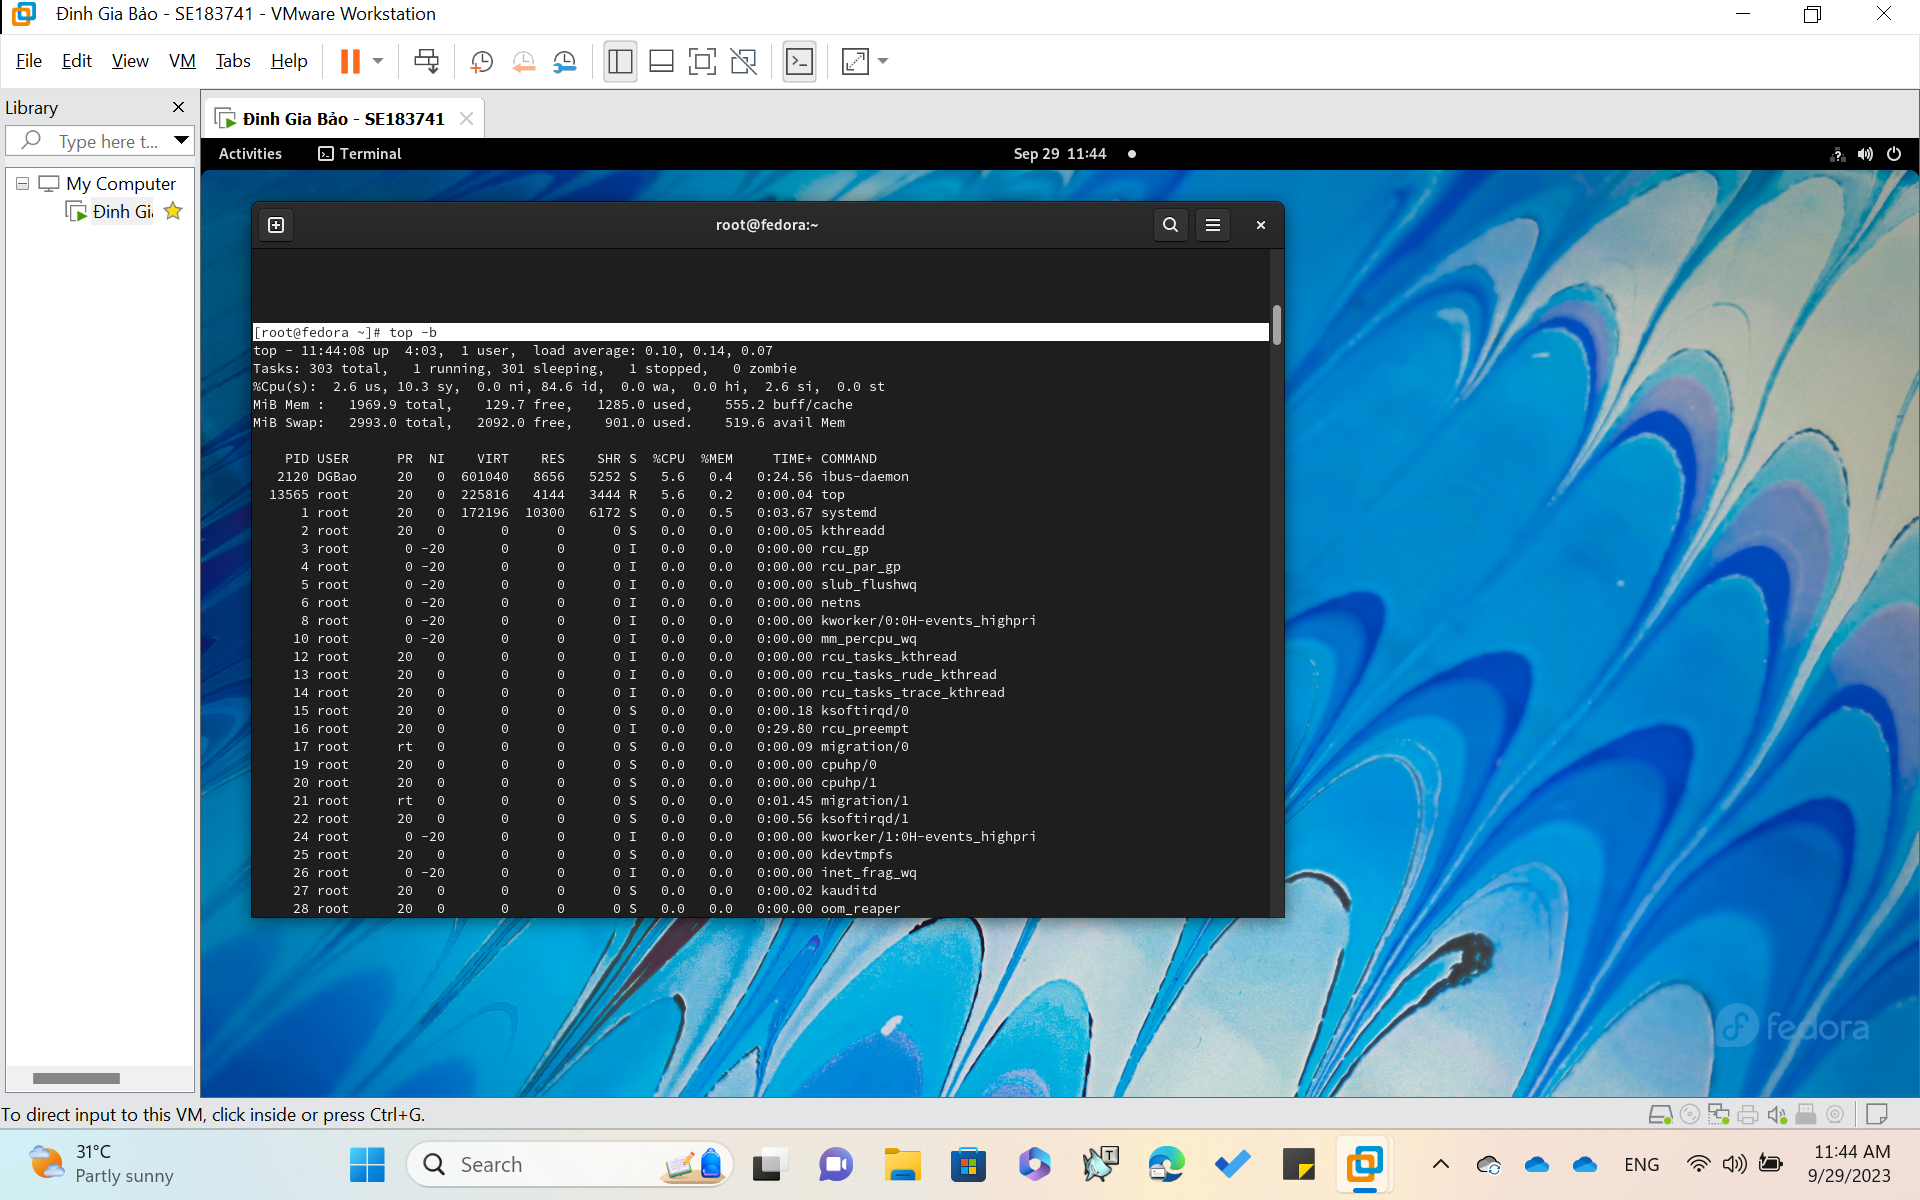 Đinh Gia Bảo - SE183741 - VMware Workstation
File Edit View VM Tabs Help
Library
Type here t...
My Computer
Đinh Gi
Đinh Gia Bảo - SE183741
Activities Terminal Sep 29 11:44
root@fedora:~
[root@fedora ~]# top -b
top - 11:44:08 up  4:03,  1 user,  load average: 0.10, 0.14, 0.07
Tasks: 303 total,   1 running, 301 sleeping,   1 stopped,   0 zombie
%Cpu(s):  2.6 us, 10.3 sy,  0.0 ni, 84.6 id,  0.0 wa,  0.0 hi,  2.6 si,  0.0 st
MiB Mem :   1969.9 total,    129.7 free,   1285.0 used,    555.2 buff/cache
MiB Swap:   2993.0 total,   2092.0 free,    901.0 used.    519.6 avail Mem
PID USER      PR  NI    VIRT    RES    SHR S  %CPU  %MEM     TIME+ COMMAND
2120 DGBao     20   0  601040   8656   5252 S   5.6   0.4   0:24.56 ibus-daemon
13565 root      20   0  225816   4144   3444 R   5.6   0.2   0:00.04 top
1 root      20   0  172196  10300   6172 S   0.0   0.5   0:03.67 systemd
2 root      20   0       0      0      0 S   0.0   0.0   0:00.05 kthreadd
3 root       0 -20       0      0      0 I   0.0   0.0   0:00.00 rcu_gp
4 root       0 -20       0      0      0 I   0.0   0.0   0:00.00 rcu_par_gp
5 root       0 -20       0      0      0 I   0.0   0.0   0:00.00 slub_flushwq
6 root       0 -20       0      0      0 I   0.0   0.0   0:00.00 netns
8 root       0 -20       0      0      0 I   0.0   0.0   0:00.00 kworker/0:0H-events_highpri
10 root       0 -20       0      0      0 I   0.0   0.0   0:00.00 mm_percpu_wq
12 root      20   0       0      0      0 I   0.0   0.0   0:00.00 rcu_tasks_kthread
13 root      20   0       0      0      0 I   0.0   0.0   0:00.00 rcu_tasks_rude_kthread
14 root      20   0       0      0      0 I   0.0   0.0   0:00.00 rcu_tasks_trace_kthread
15 root      20   0       0      0      0 S   0.0   0.0   0:00.18 ksoftirqd/0
16 root      20   0       0      0      0 I   0.0   0.0   0:29.80 rcu_preempt
17 root      rt   0       0      0      0 S   0.0   0.0   0:00.09 migration/0
19 root      20   0       0      0      0 S   0.0   0.0   0:00.00 cpuhp/0
20 root      20   0       0      0      0 S   0.0   0.0   0:00.00 cpuhp/1
21 root      rt   0       0      0      0 S   0.0   0.0   0:01.45 migration/1
22 root      20   0       0      0      0 S   0.0   0.0   0:00.56 ksoftirqd/1
24 root       0 -20       0      0      0 I   0.0   0.0   0:00.00 kworker/1:0H-events_highpri
25 root      20   0       0      0      0 S   0.0   0.0   0:00.00 kdevtmpfs
26 root       0 -20       0      0      0 I   0.0   0.0   0:00.00 inet_frag_wq
27 root      20   0       0      0      0 S   0.0   0.0   0:00.02 kauditd
28 root      20   0       0      0      0 S   0.0   0.0   0:00.00 oom_reaper
fedora
To direct input to this VM, click inside or press Ctrl+G.
31°C
Partly sunny
Search
ENG
11:44 AM
9/29/2023